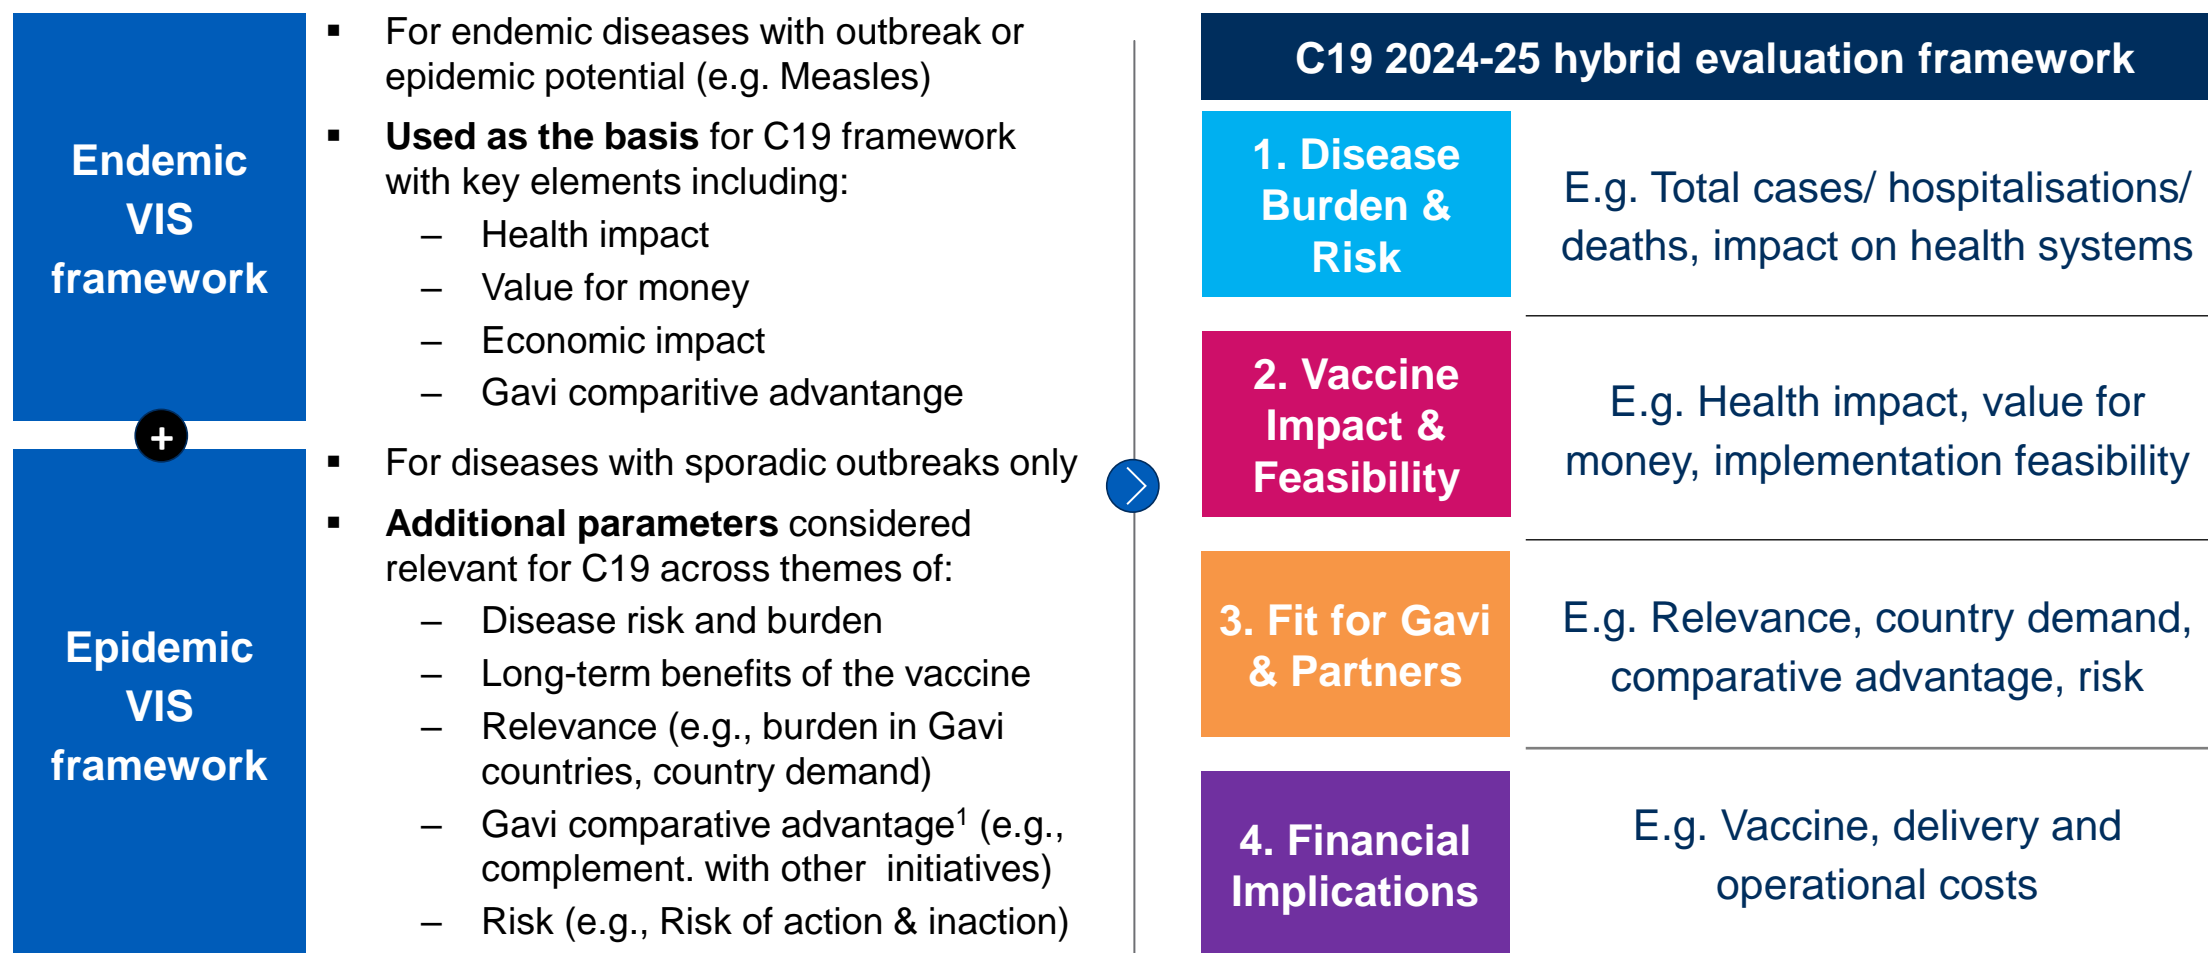 Endemic
VIS
framework
▪ For endemic diseases with outbreak or
epidemic potential (e.g. Measles)
▪ Used as the basis for C19 framework
with key elements including:
– Health impact
– Value for money
– Economic impact
– Gavi comparitive advantange
+
Epidemic
VIS
framework
▪ For diseases with sporadic outbreaks only
▪ Additional parameters considered
relevant for C19 across themes of:
– Disease risk and burden
– Long-term benefits of the vaccine
– Relevance (e.g., burden in Gavi
countries, country demand)
– Gavi comparative advantage¹ (e.g.,
complement. with other initiatives)
– Risk (e.g., Risk of action & inaction)
C19 2024-25 hybrid evaluation framework
1. Disease
Burden &
Risk
E.g. Total cases/ hospitalisations/
deaths, impact on health systems
2. Vaccine
Impact &
Feasibility
E.g. Health impact, value for
money, implementation feasibility
3. Fit for Gavi
& Partners
E.g. Relevance, country demand,
comparative advantage, risk
4. Financial
Implications
E.g. Vaccine, delivery and
operational costs